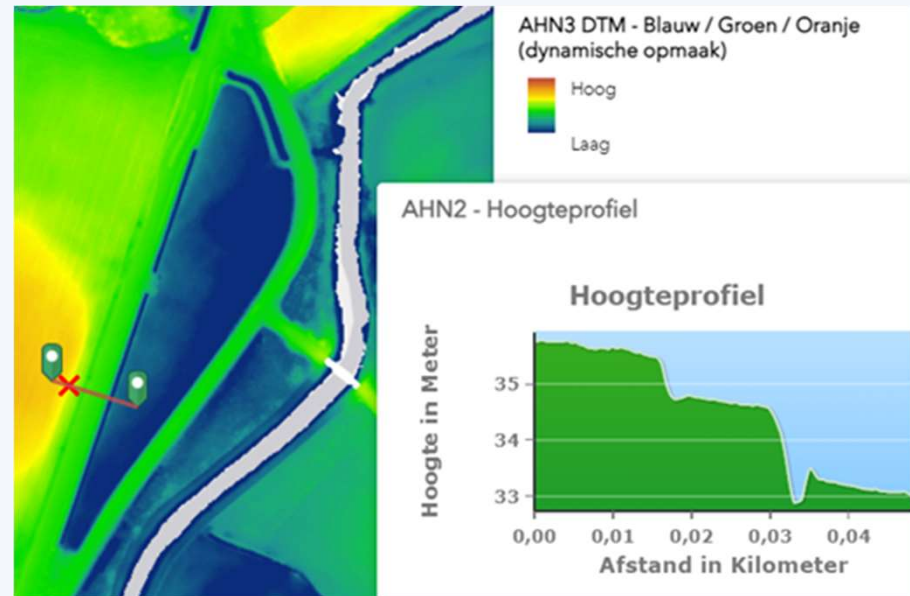 AHN3 DTM - Blauw / Groen / Oranje
(dynamische opmaak)
Hoog
Laag
AHN2 - Hoogteprofiel
Hoogteprofiel
Hoogte in Meter
35
34
33
0,00 0,01 0,02 0,03 0,04
Afstand in Kilometer